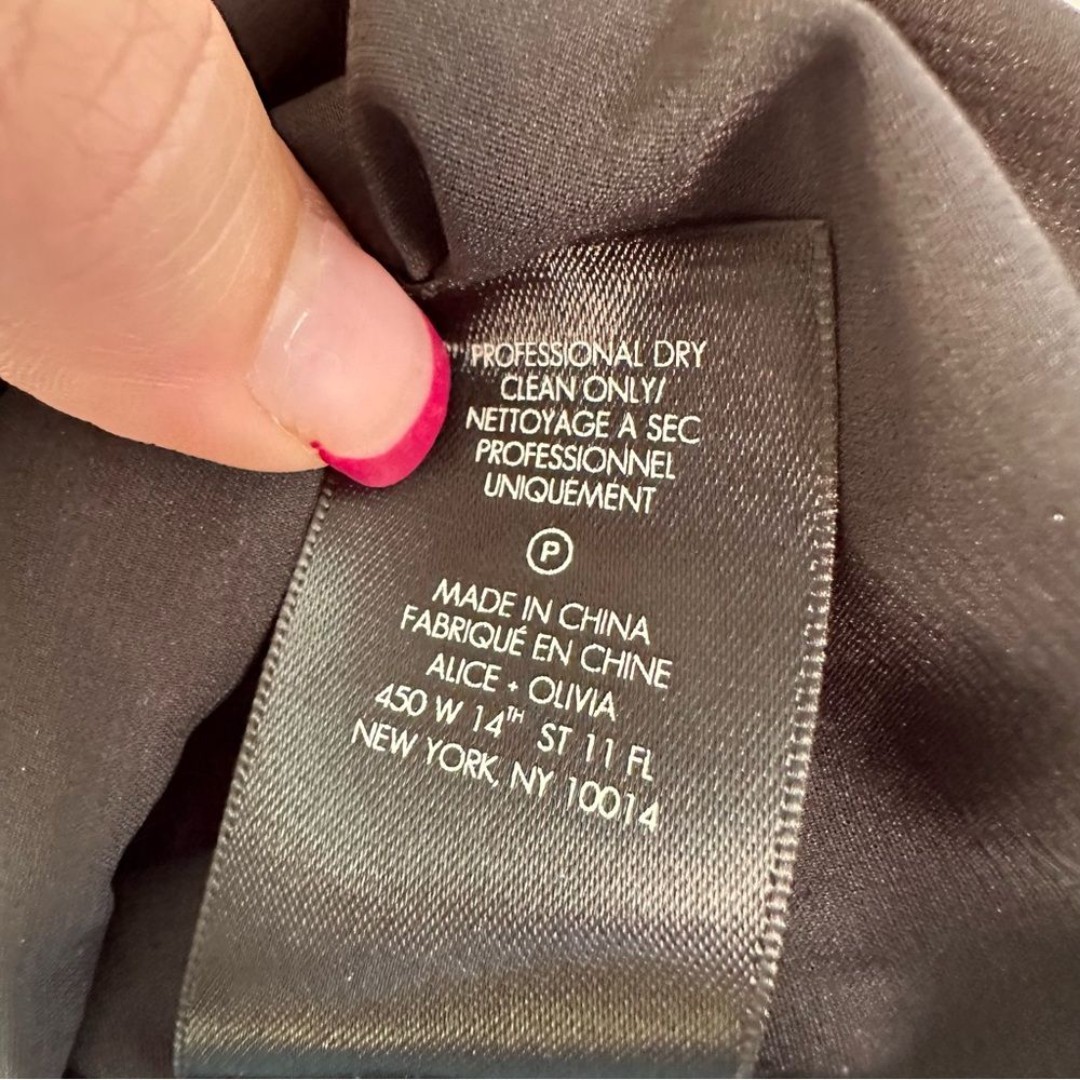 PROFESSIONAL DRY
CLEAN ONLY/
NETTOYAGE A SEC
PROFESSIONNEL
UNIQUEMENT
P
MADE IN CHINA
FABRIQUÉ EN CHINE
ALICE + OLIVIA
450 W 14TH ST 11 FL
NEW YORK, NY 10014